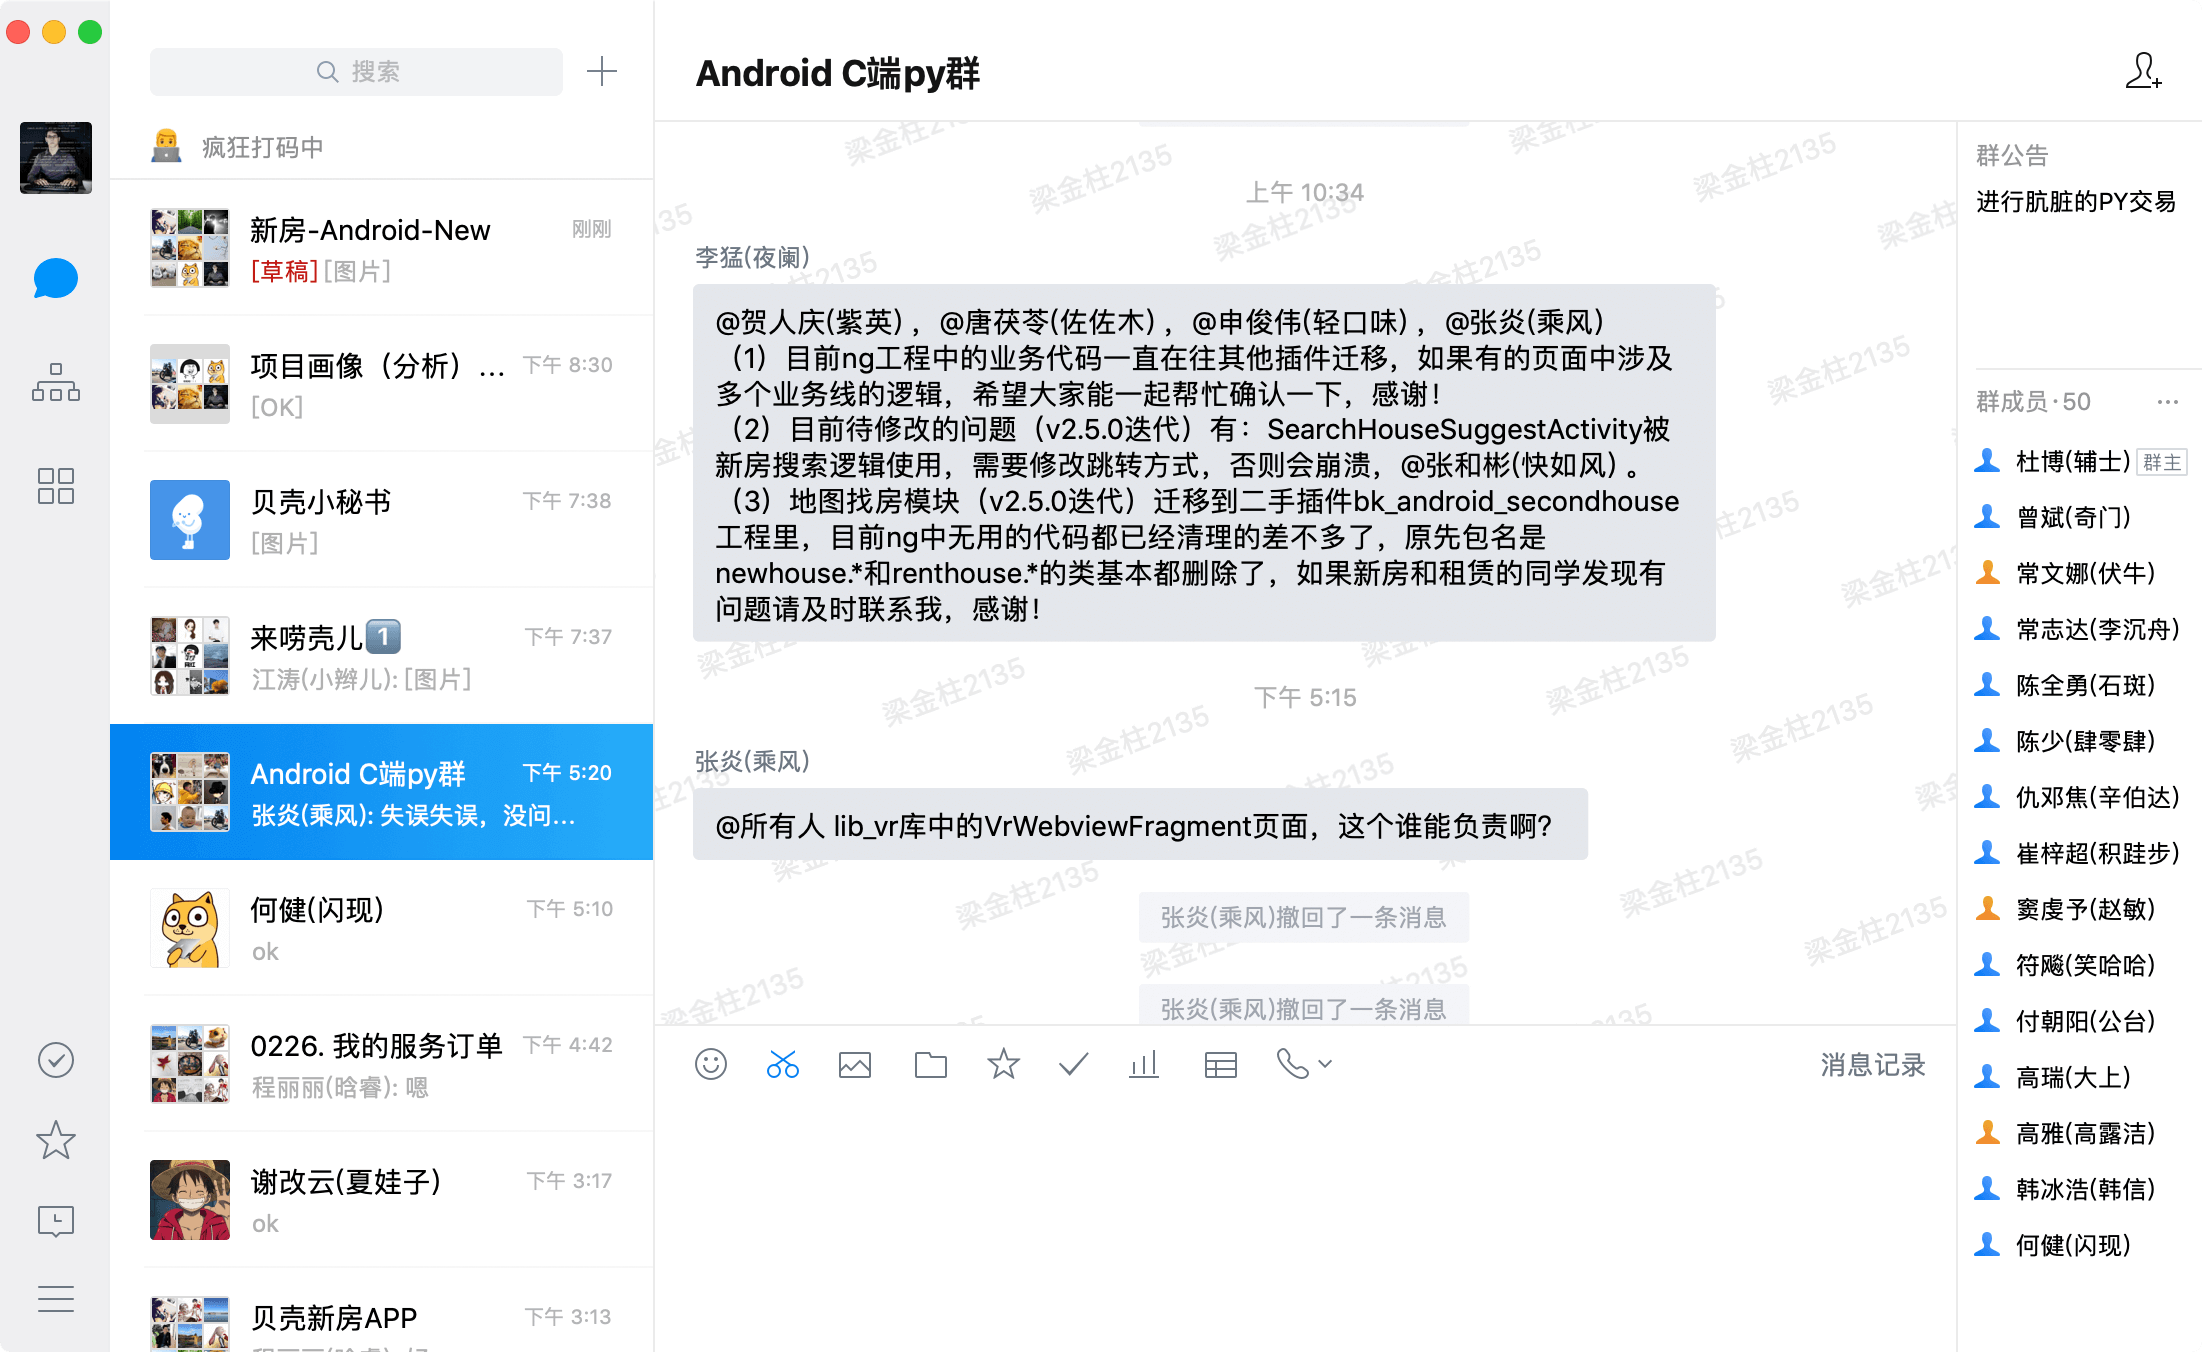 搜索
疯狂打码中
新房-Android-New
刚刚
[草稿][图片]
项目画像（分析）...
下午 8:30
[OK]
贝壳小秘书
下午 7:38
[图片]
来唠壳儿1️⃣
下午 7:37
江涛(小辫儿): [图片]
Android C端py群
下午 5:20
张炎(乘风): 失误失误，没问...
何健(闪现)
下午 5:10
ok
0226. 我的服务订单
下午 4:42
程丽丽(晗睿): 嗯
谢改云(夏娃子)
下午 3:17
ok
贝壳新房APP
下午 3:13
Android C端py群
上午 10:34
李猛(夜阑)
@贺人庆(紫英) ，@唐茯苓(佐佐木) ，@申俊伟(轻口味) ，@张炎(乘风)
（1）目前ng工程中的业务代码一直在往其他插件迁移，如果有的页面中涉及
多个业务线的逻辑，希望大家能一起帮忙确认一下，感谢！
（2）目前待修改的问题（v2.5.0迭代）有：SearchHouseSuggestActivity被
新房搜索逻辑使用，需要修改跳转方式，否则会崩溃，@张和彬(快如风) 。
（3）地图找房模块（v2.5.0迭代）迁移到二手插件bk_android_secondhouse
工程里，目前ng中无用的代码都已经清理的差不多了，原先包名是
newhouse.*和renthouse.*的类基本都删除了，如果新房和租赁的同学发现有
问题请及时联系我，感谢！
下午 5:15
张炎(乘风)
@所有人 lib_vr库中的VrWebviewFragment页面，这个谁能负责啊？
张炎(乘风)撤回了一条消息
张炎(乘风)撤回了一条消息
消息记录
梁金柱2135
群公告
进行肮脏的PY交易
群成员·50
杜博(辅士) 群主
曾斌(奇门)
常文娜(伏牛)
常志达(李沉舟)
陈全勇(石斑)
陈少(肆零肆)
仇邓焦(辛伯达)
崔梓超(积跬步)
窦虔予(赵敏)
符飚(笑哈哈)
付朝阳(公台)
高瑞(大上)
高雅(高露洁)
韩冰浩(韩信)
何健(闪现)